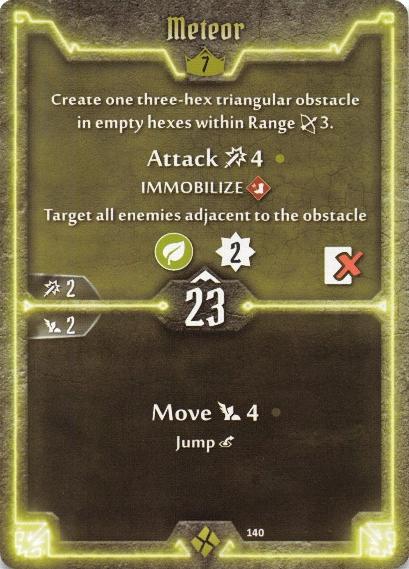 Meteor
7
Create one three-hex triangular obstacle
in empty hexes within Range 3.
Attack 4
IMMOBILIZE
Target all enemies adjacent to the obstacle
2
2
23
2
Move 4
Jump
140